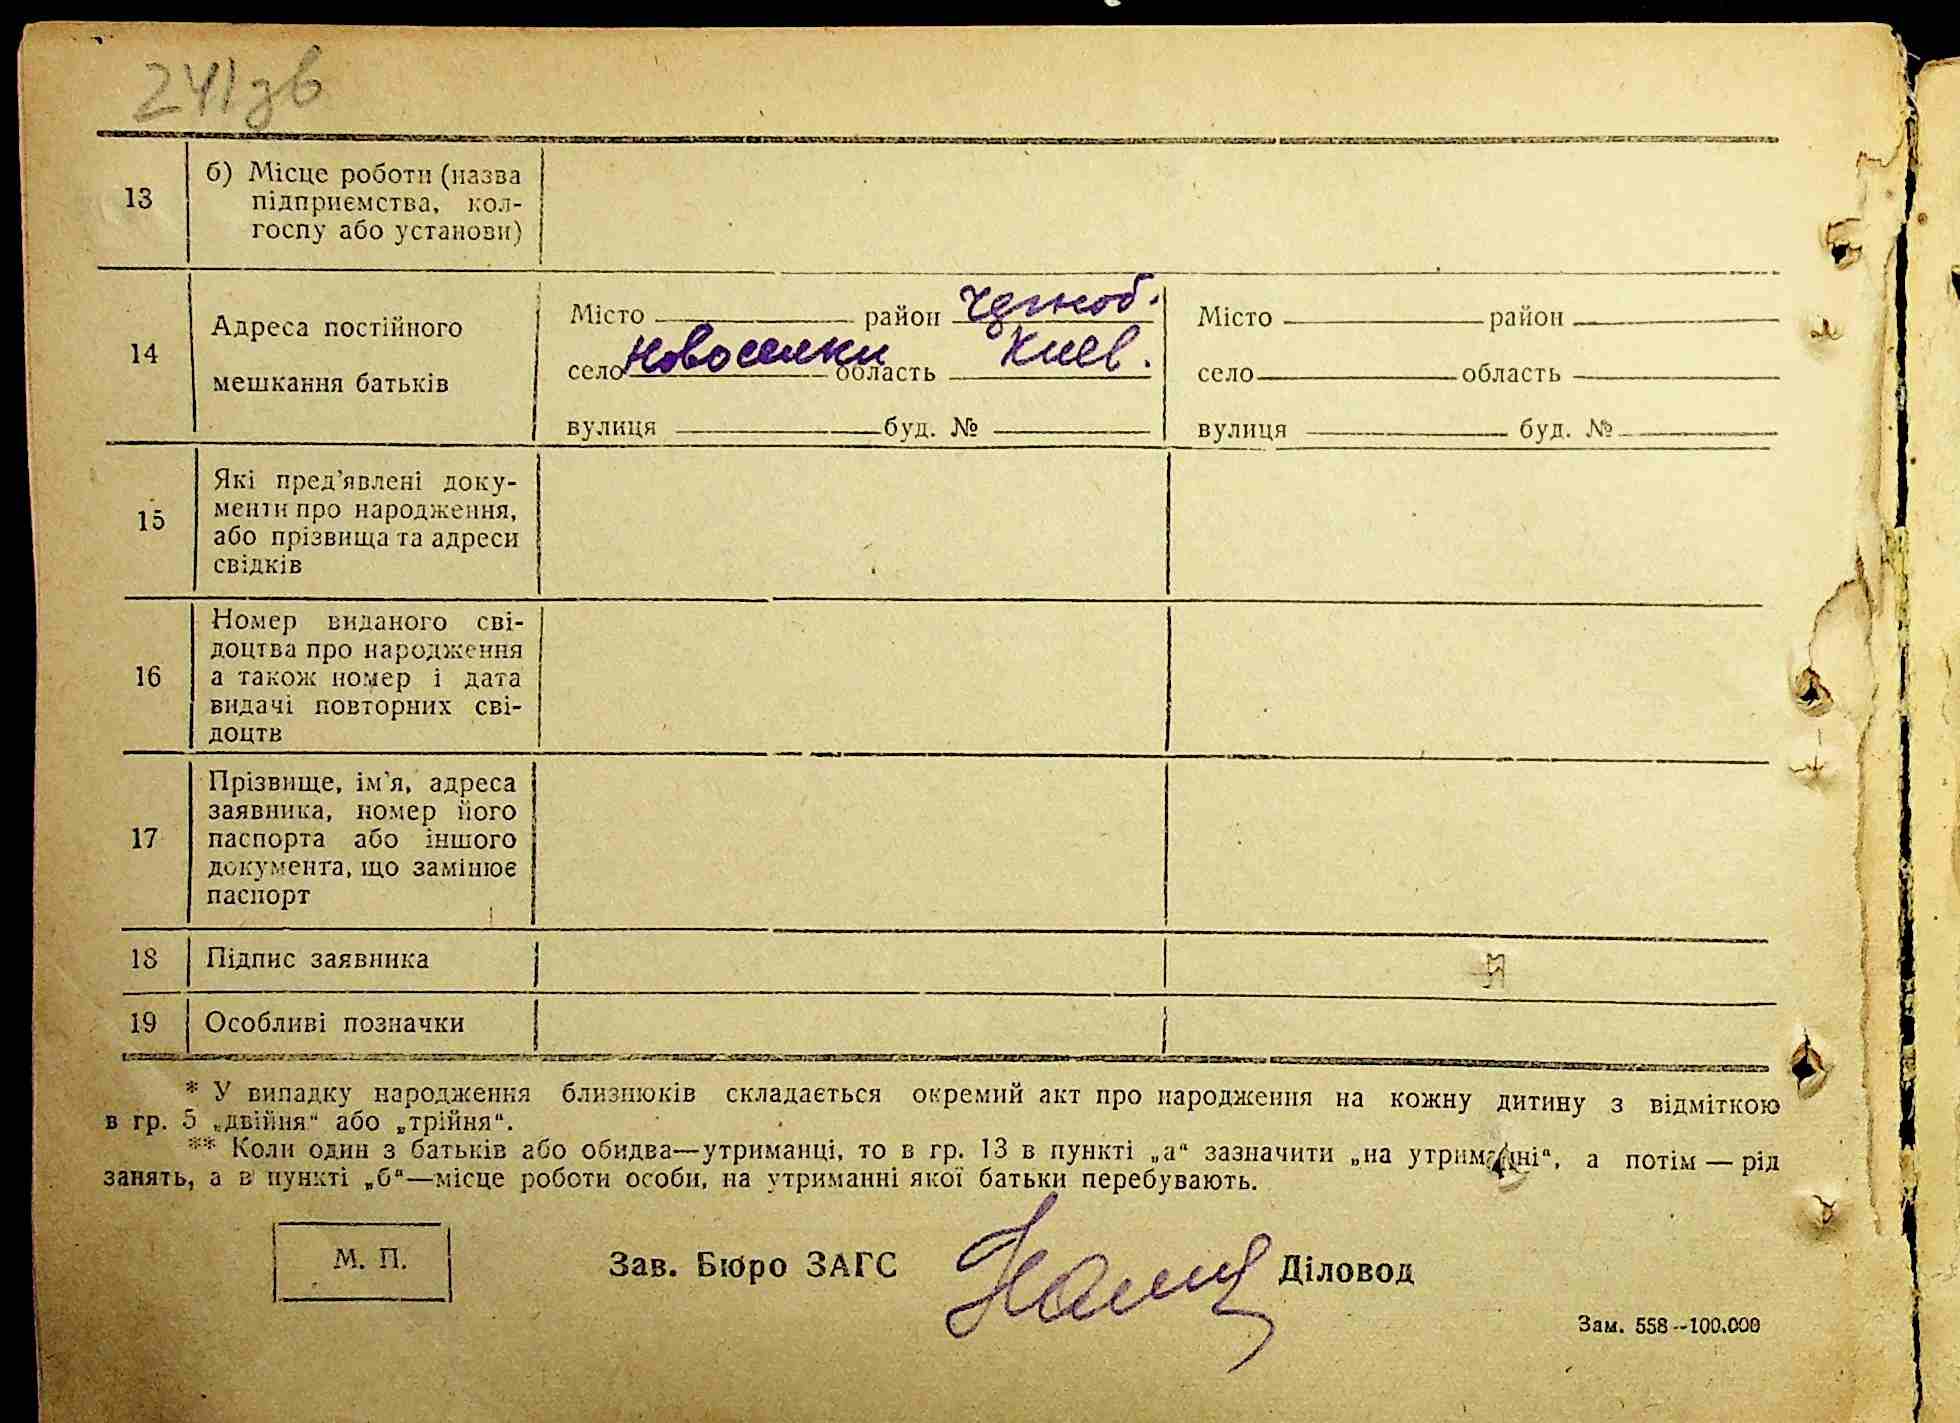 241зв
13
б) Місце роботи (назва
підприємства, кол-
госпу або установи)
14
Адреса постійного
мешкання батьків
Місто район Черноб.
село Новоселки область Киев.
вулиця буд. №
Місто район
село область
вулиця буд. №
15
Які пред'явлені доку-
менти про народження,
або прізвища та адреси
свідків
16
Номер виданого сві-
доцтва про народження
а також номер і дата
видачі повторних сві-
доцтв
17
Прізвище, ім'я, адреса
заявника, номер його
паспорта або іншого
документа, що замінює
паспорт
18
Підпис заявника
19
Особливі позначки
* У випадку народження близнюків складається окремий акт про народження на кожну дитину з відміткою
в гр. 5 „двійня" або „трійня".
** Коли один з батьків або обидва—утриманці, то в гр. 13 в пункті „а" зазначити „на утриманні", а потім — рід
занять, а в пункті „б"—місце роботи особи, на утриманні якої батьки перебувають.
М. П.
Зав. Бюро ЗАГС
Діловод
Зам. 558--100.000